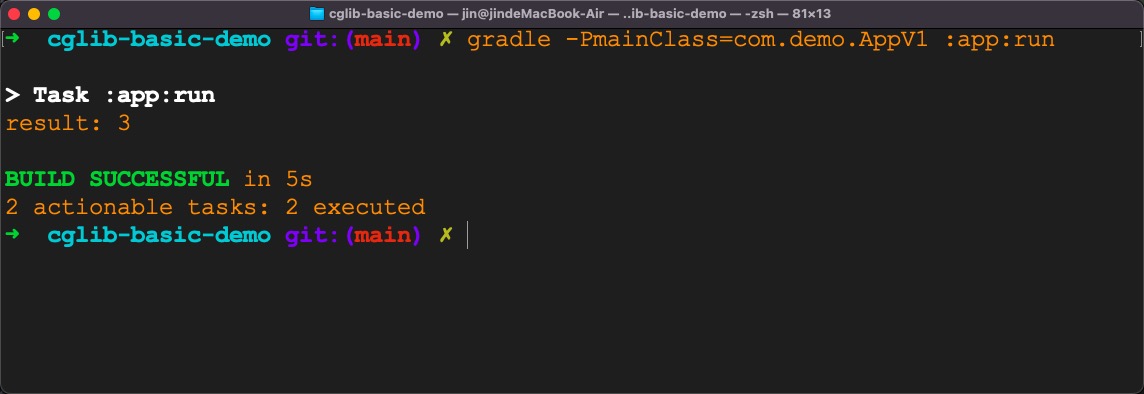 cglib-basic-demo — jin@jindeMacBook-Air — ..ib-basic-demo — -zsh — 81×13
➜  cglib-basic-demo git:(main) ✗ gradle -PmainClass=com.demo.AppV1 :app:run
> Task :app:run
result: 3
BUILD SUCCESSFUL in 5s
2 actionable tasks: 2 executed
➜  cglib-basic-demo git:(main) ✗